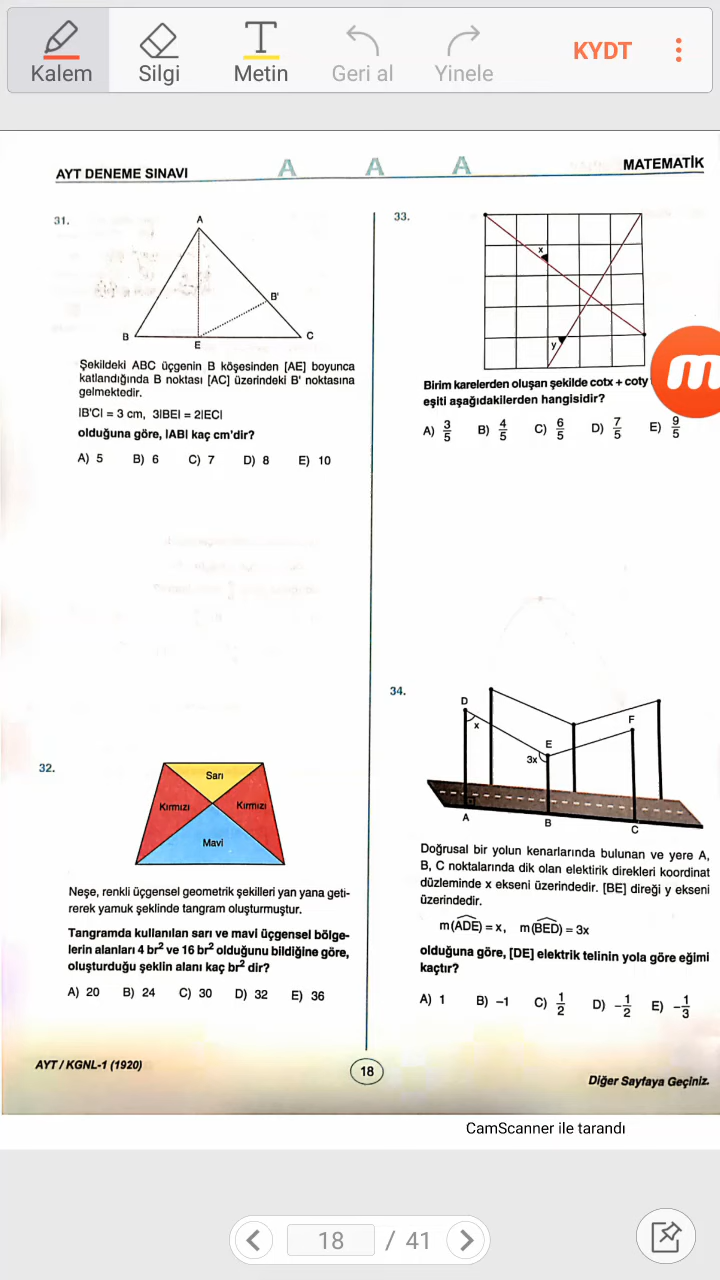 Kalem
Silgi
Metin
Geri al
Yinele
KYDT
AYT DENEME SINAVI
A
A
A
MATEMATİK
31.
A
B'
B
E
C
Şekildeki ABC üçgenin B köşesinden [AE] boyunca
katlandığında B noktası [AC] üzerindeki B' noktasına
gelmektedir.
IB'CI = 3 cm, 3IBEI = 2IECI
olduğuna göre, IABI kaç cm'dir?
A) 5 B) 6 C) 7 D) 8 E) 10
32.
Sarı
Kırmızı
Kırmızı
Mavi
Neşe, renkli üçgensel geometrik şekilleri yan yana geti-
rerek yamuk şeklinde tangram oluşturmuştur.
Tangramda kullanılan sarı ve mavi üçgensel bölge-
lerin alanları 4 br² ve 16 br² olduğunu bildiğine göre,
oluşturduğu şeklin alanı kaç br² dir?
A) 20 B) 24 C) 30 D) 32 E) 36
33.
x
y
Birim karelerden oluşan şekilde cotx + coty
eşiti aşağıdakilerden hangisidir?
A) 3/5 B) 4/5 C) 6/5 D) 7/5 E) 9/5
m
34.
D
x
F
E
3x
A
B
C
Doğrusal bir yolun kenarlarında bulunan ve yere A,
B, C noktalarında dik olan elektirik direkleri koordinat
düzleminde x ekseni üzerindedir. [BE] direği y ekseni
üzerindedir.
m(ADE) = x, m(BED) = 3x
olduğuna göre, [DE] elektrik telinin yola göre eğimi
kaçtır?
A) 1 B) –1 C) 1/2 D) –1/2 E) –1/3
AYT / KGNL-1 (1920)
18
Diğer Sayfaya Geçiniz.
CamScanner ile tarandı
18 / 41